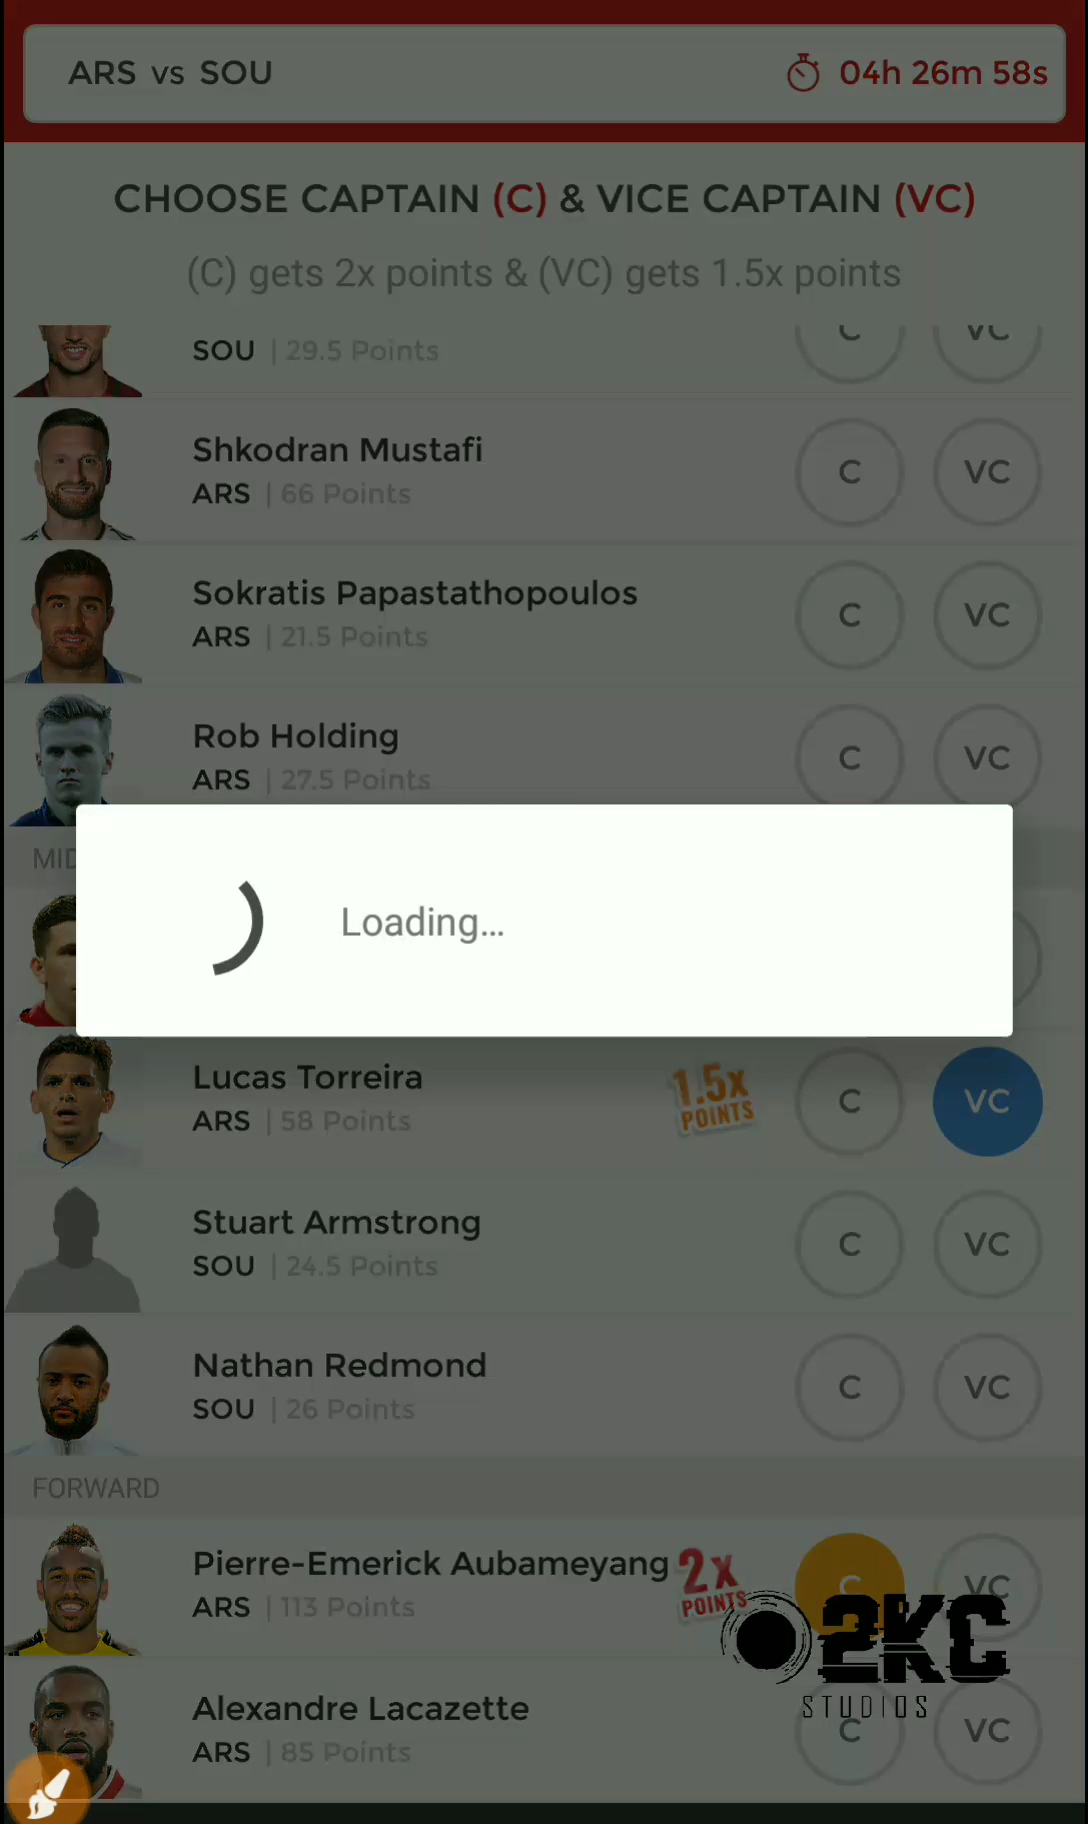 ARS vs SOU
04h 26m 58s
CHOOSE CAPTAIN (C) & VICE CAPTAIN (VC)
(C) gets 2x points & (VC) gets 1.5x points
SOU | 29.5 Points
C VC
Shkodran Mustafi
ARS | 66 Points
C VC
Sokratis Papastathopoulos
ARS | 21.5 Points
C VC
Rob Holding
ARS | 27.5 Points
C VC
MID
Loading...
Lucas Torreira
ARS | 58 Points
1.5x
POINTS
C VC
Stuart Armstrong
SOU | 24.5 Points
C VC
Nathan Redmond
SOU | 26 Points
C VC
FORWARD
Pierre-Emerick Aubameyang
ARS | 113 Points
2x
POINTS
C VC
2KC
STUDIOS
Alexandre Lacazette
ARS | 85 Points
C VC